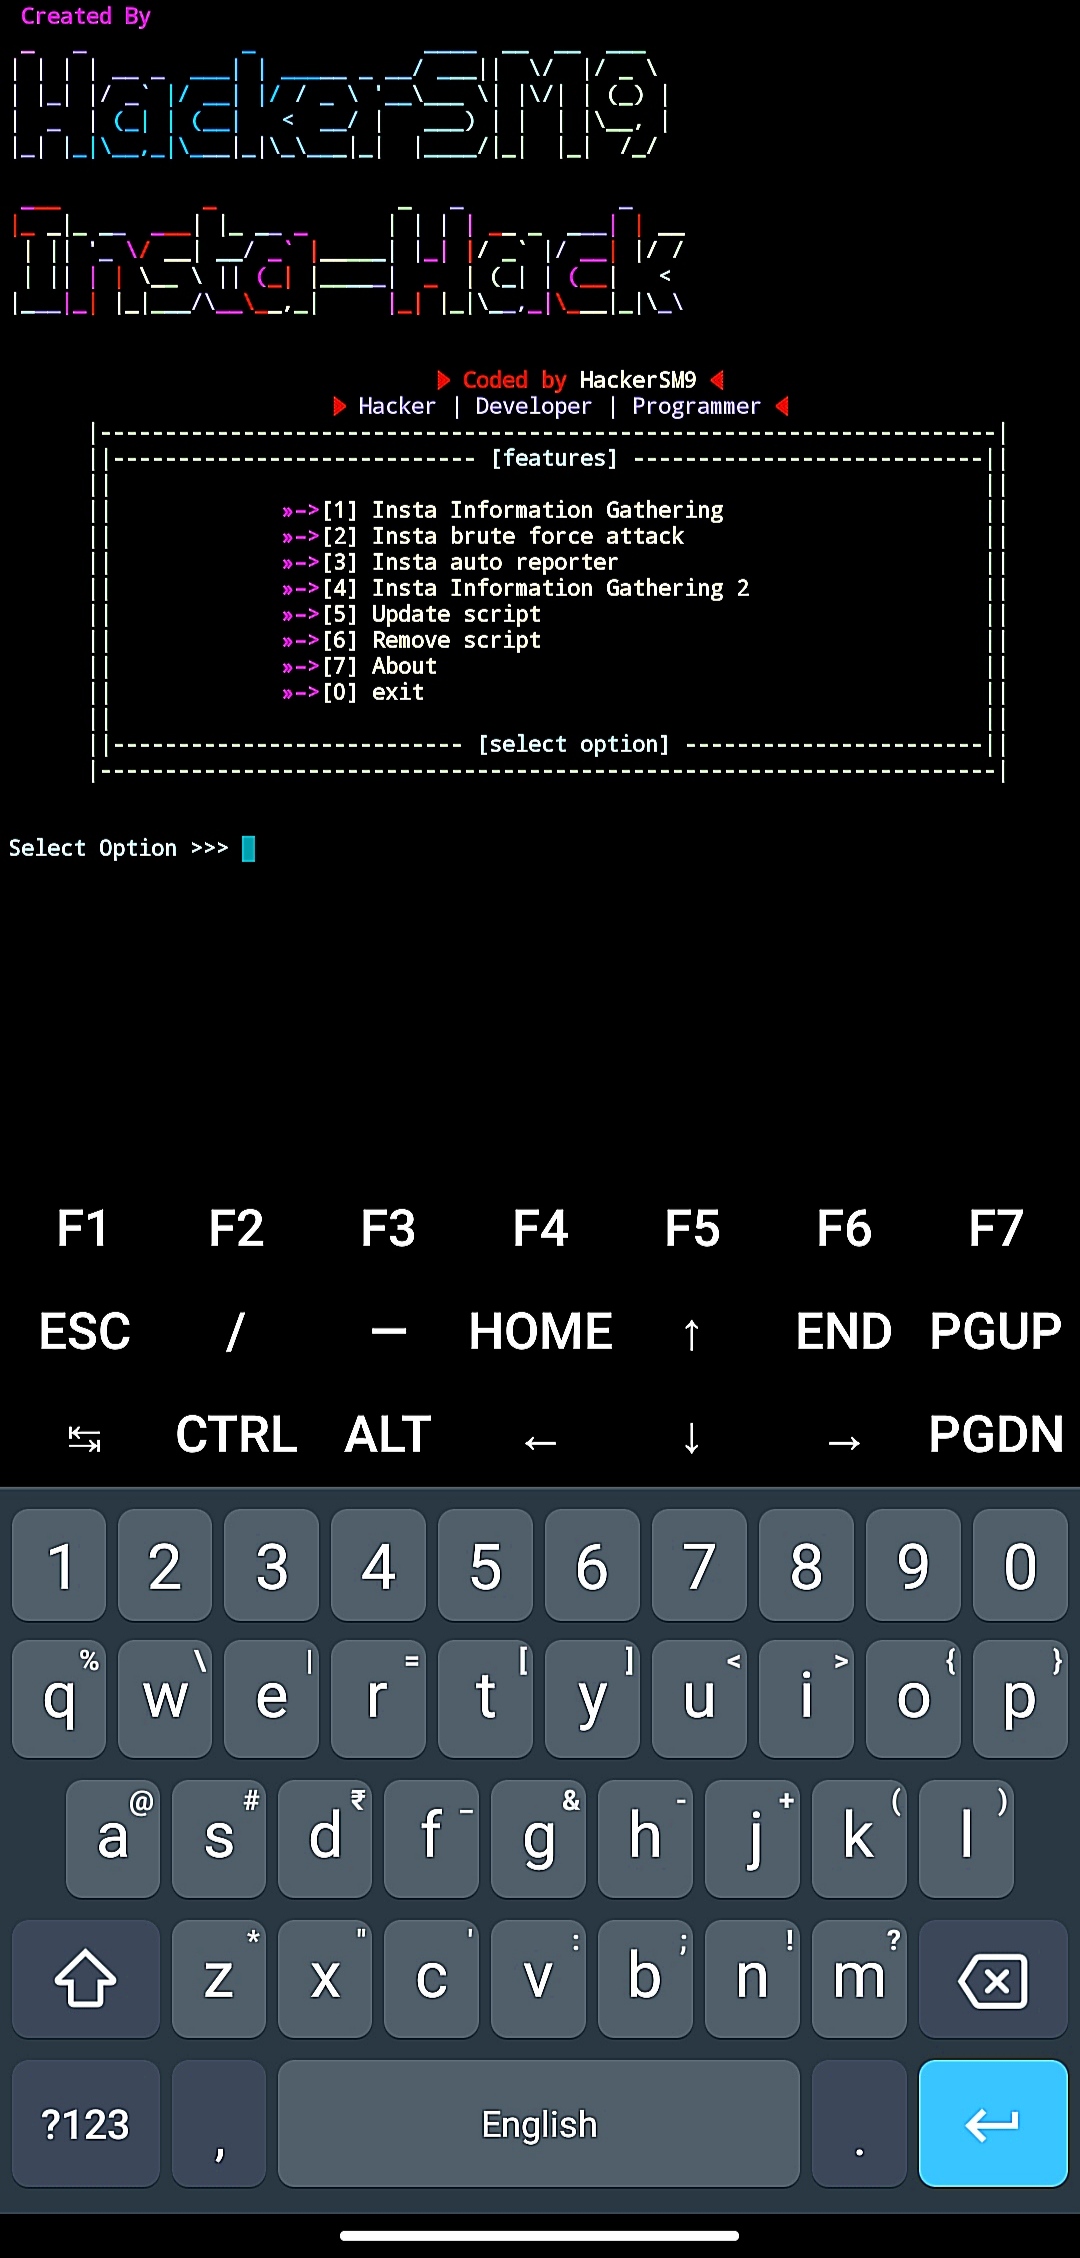 Created By
HackerSM9
Insta-Hack
Coded by HackerSM9
Hacker | Developer | Programmer
[features]
»->[1] Insta Information Gathering
»->[2] Insta brute force attack
»->[3] Insta auto reporter
»->[4] Insta Information Gathering 2
»->[5] Update script
»->[6] Remove script
»->[7] About
»->[0] exit
[select option]
Select Option >>>
F1 F2 F3 F4 F5 F6 F7
ESC / — HOME ↑ END PGUP
↹ CTRL ALT ← ↓ → PGDN
1 2 3 4 5 6 7 8 9 0
% \ | = [ ] < > { }
q w e r t y u i o p
@ # ₹ _ & - + ( )
a s d f g h j k l
* " ' : ; ! ?
z x c v b n m
?123 , English .